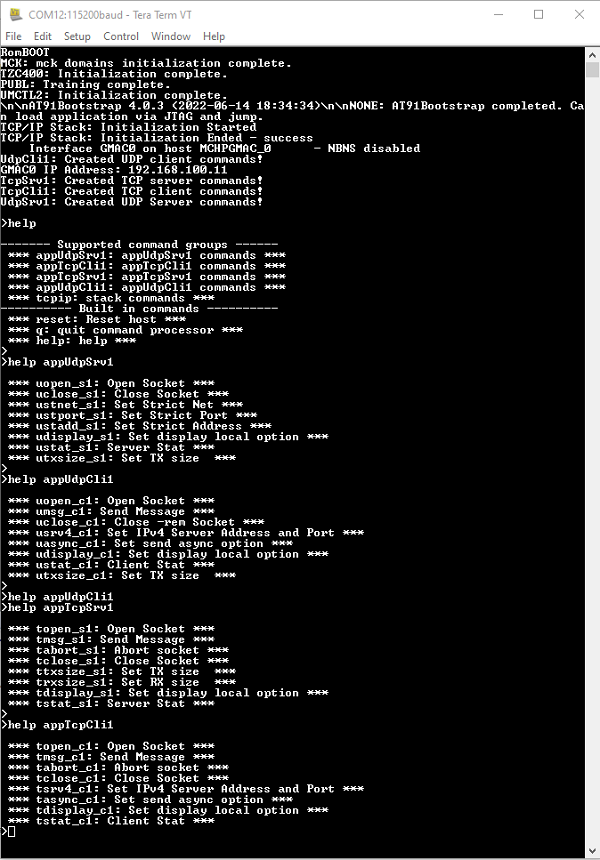 COM12:115200baud - Tera Term VT
File Edit Setup Control Window Help
RomBOOT
MCK: mck domains initialization complete.
TZC400: Initialization complete.
PUBL: Training complete.
UMCTL2: Initialization complete.
\n\nAT91Bootstrap 4.0.3 (2022-06-14 18:34:34)\n\nNONE: AT91Bootstrap completed. Ca
n load application via JTAG and jump.
TCP/IP Stack: Initialization Started
TCP/IP Stack: Initialization Ended - success
    Interface GMAC0 on host MCHPGMAC_0      - NBNS disabled
UdpCli1: Created UDP client commands!
GMAC0 IP Address: 192.168.100.11
TcpSrv1: Created TCP server commands!
TcpCli1: Created TCP client commands!
UdpSrv1: Created UDP Server commands!
>help
------- Supported command groups ------
 *** appUdpSrv1: appUdpSrv1 commands ***
 *** appTcpCli1: appTcpCli1 commands ***
 *** appTcpSrv1: appTcpSrv1 commands ***
 *** appUdpCli1: appUdpCli1 commands ***
 *** tcpip: stack commands ***
---------- Built in commands ----------
 *** reset: Reset host ***
 *** q: quit command processor ***
 *** help: help ***
>
>help appUdpSrv1
 *** uopen_s1: Open Socket ***
 *** uclose_s1: Close Socket ***
 *** ustnet_s1: Set Strict Net ***
 *** ustport_s1: Set Strict Port ***
 *** ustadd_s1: Set Strict Address ***
 *** udisplay_s1: Set display local option ***
 *** ustat_s1: Server Stat ***
 *** utxsize_s1: Set TX size  ***
>
>help appUdpCli1
 *** uopen_c1: Open Socket ***
 *** umsg_c1: Send Message ***
 *** uclose_c1: Close -rem Socket ***
 *** usrv4_c1: Set IPv4 Server Address and Port ***
 *** uasync_c1: Set send async option ***
 *** udisplay_c1: Set display local option ***
 *** ustat_c1: Client Stat ***
 *** utxsize_c1: Set TX size  ***
>
>help appUdpCli1
>help appTcpSrv1
 *** topen_s1: Open Socket ***
 *** tmsg_s1: Send Message ***
 *** tabort_s1: Abort socket ***
 *** tclose_s1: Close Socket ***
 *** ttxsize_s1: Set TX size  ***
 *** trxsize_s1: Set RX size  ***
 *** tdisplay_s1: Set display local option ***
 *** tstat_s1: Server Stat ***
>
>help appTcpCli1
 *** topen_c1: Open Socket ***
 *** tmsg_c1: Send Message ***
 *** tabort_c1: Abort socket ***
 *** tclose_c1: Close Socket ***
 *** tsrv4_c1: Set IPv4 Server Address and Port ***
 *** tasync_c1: Set send async option ***
 *** tdisplay_c1: Set display local option ***
 *** tstat_c1: Client Stat ***
>